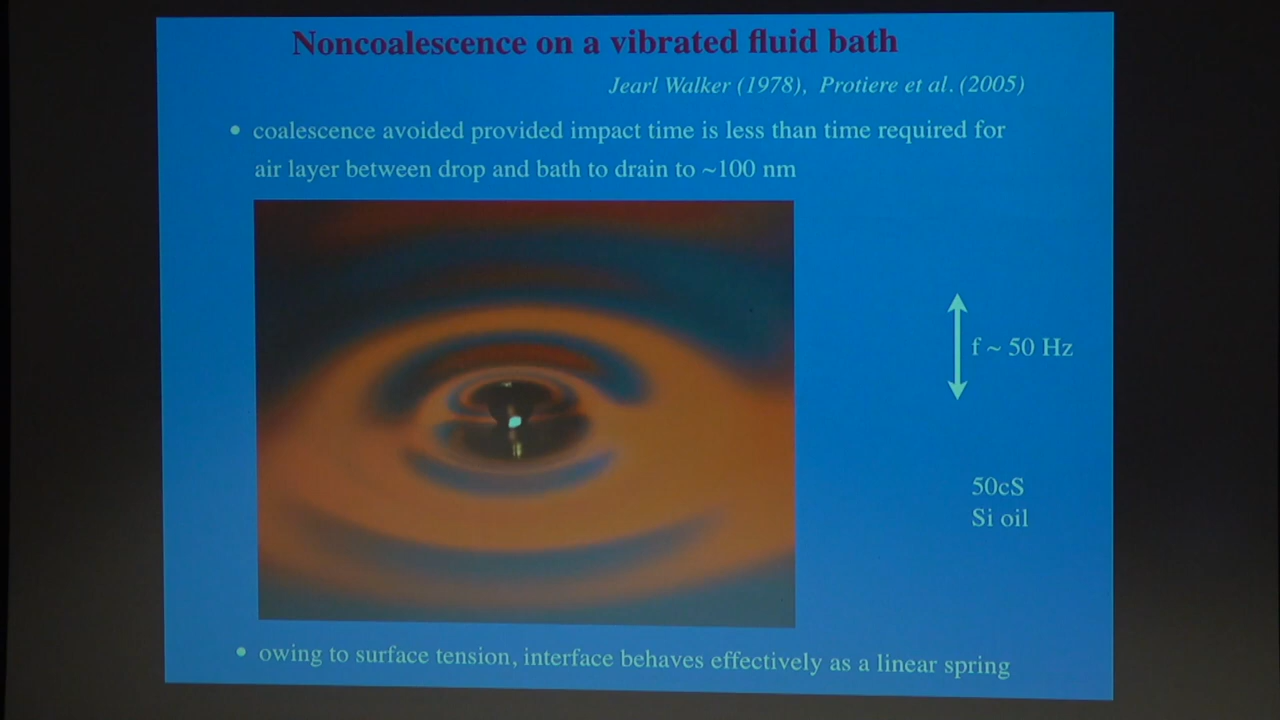 Noncoalescence on a vibrated fluid bath
Jearl Walker (1978), Protiere et al. (2005)
• coalescence avoided provided impact time is less than time required for
air layer between drop and bath to drain to ~100 nm
f ~ 50 Hz
50cS
Si oil
• owing to surface tension, interface behaves effectively as a linear spring